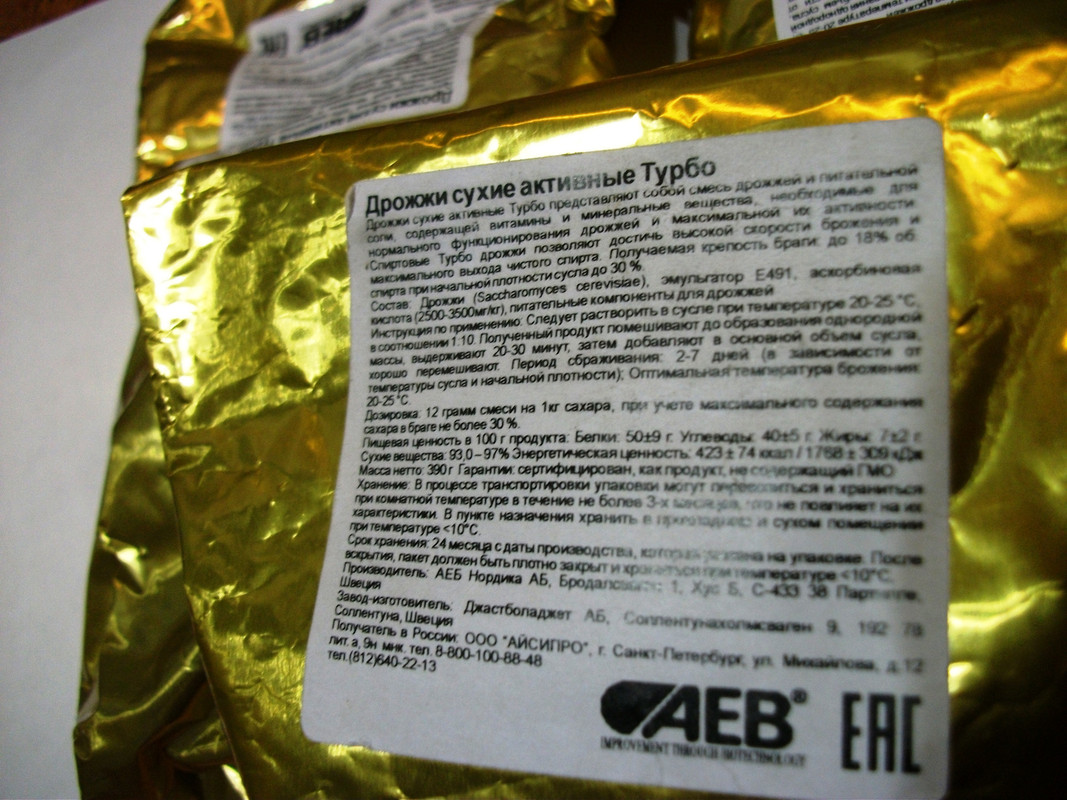 Дрожжи сухие активные Турбо
Дрожжи сухие активные Турбо представляют собой смесь дрожжей и питательной
соли, содержащей витамины и минеральные вещества, необходимые для
нормального функционирования дрожжей и максимальной их активности.
Спиртовые Турбо дрожжи позволяют достичь высокой скорости брожения и
максимального выхода чистого спирта. Получаемая крепость браги: до 18% об.
спирта при начальной плотности сусла до 30 %.
Состав: Дрожжи (Saccharomyces cerevisiae), эмульгатор Е491, аскорбиновая
кислота (2500-3500мг/кг), питательные компоненты для дрожжей
Инструкция по применению: Следует растворить в сусле при температуре 20-25 °С,
в соотношении 1:10. Полученный продукт помешивают до образования однородной
массы, выдерживают 20-30 минут, затем добавляют в основной объем сусла,
хорошо перемешивают. Период сбраживания: 2-7 дней (в зависимости от
температуры сусла и начальной плотности); Оптимальная температура брожения:
20-25 °С.
Дозировка: 12 грамм смеси на 1кг сахара, при учете максимального содержания
сахара в браге не более 30 %.
Пищевая ценность в 100 г продукта: Белки: 50±9 г. Углеводы: 40±5 г. Жиры: 7±2 г.
Сухие вещества: 93,0 – 97% Энергетическая ценность: 423 ± 74 ккал / 1768 ± 309 кДж
Масса нетто: 390 г Гарантии: сертифицирован, как продукт, не содержащий ГМО
Хранение: В процессе транспортировки упаковки могут перевозиться и храниться
при комнатной температуре в течение не более 3-х месяцев, что не повлияет на их
характеристики. В пункте назначения хранить в прохладном и сухом помещении
при температуре <10°С.
Срок хранения: 24 месяца с даты производства, которая указана на упаковке. После
вскрытия, пакет должен быть плотно закрыт и храниться при температуре <10°С.
Производитель: АЕБ Нордика АБ, 1, Хус Б, С-433 38 Партилле,
Швеция
Завод-изготовитель: Джастболаджет АБ, Соллентунахолмсваген 9, 192 78
Соллентуна, Швеция
Получатель в России: ООО "АЙСИПРО", г. Санкт-Петербург, ул. Михайлова, д.12
лит. а, 9н мнк. тел. 8-800-100-88-48
тел.(812)640-22-13
AEB®
IMPROVEMENT THROUGH BIOTECHNOLOGY
EAC